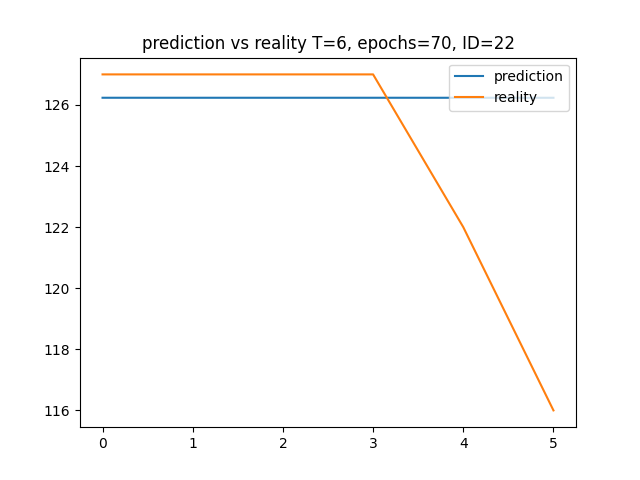 prediction vs reality T=6, epochs=70, ID=22
prediction
reality
126
124
122
120
118
116
0 1 2 3 4 5